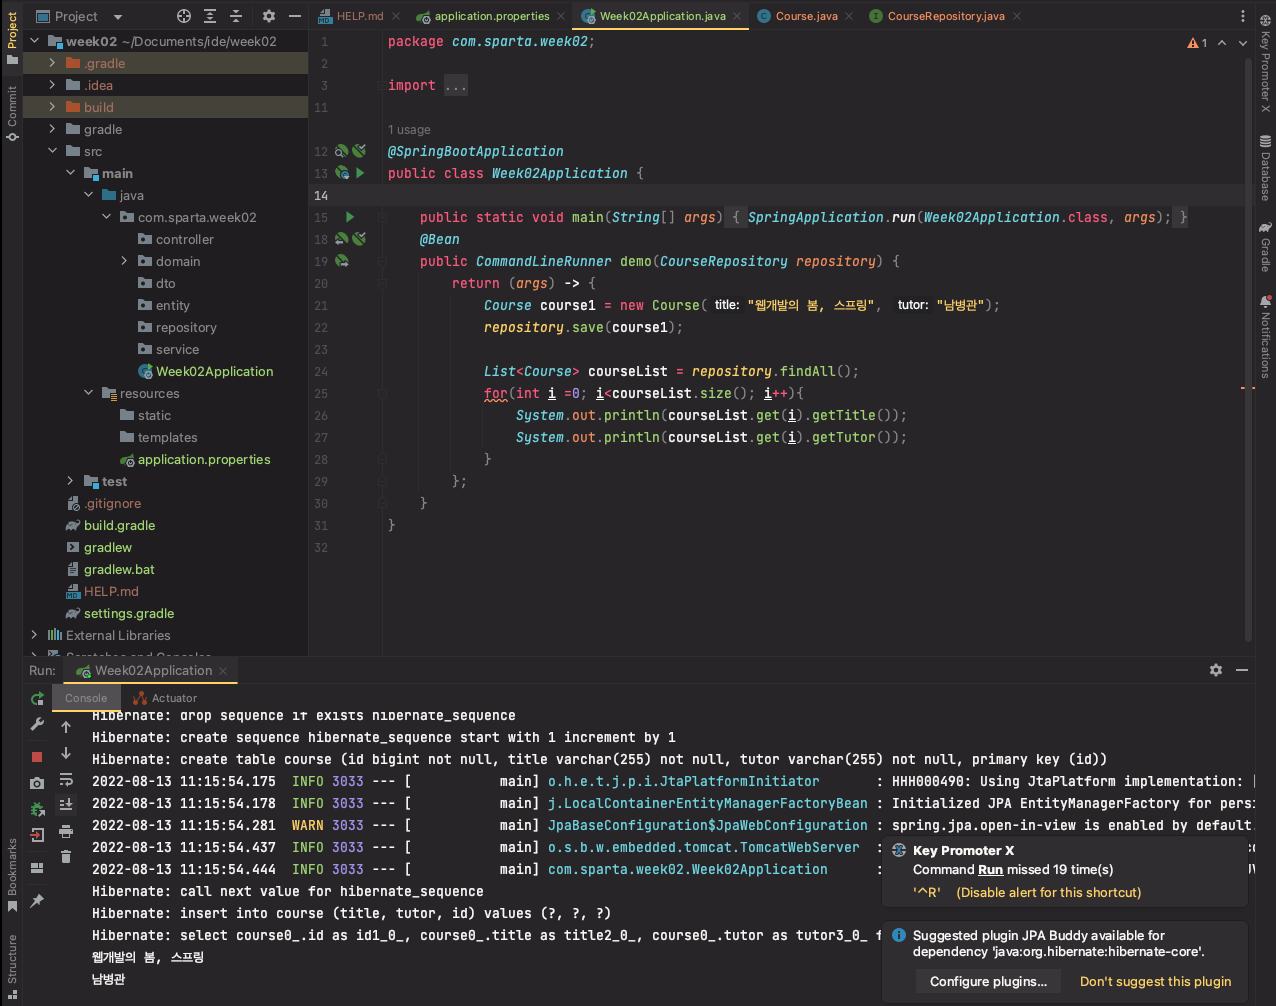 Project
HELP.md
application.properties
Week02Application.java
Course.java
CourseRepository.java
Project
Commit
Bookmarks
Structure
week02 ~/Documents/ide/week02
.gradle
.idea
build
gradle
src
main
java
com.sparta.week02
controller
domain
dto
entity
repository
service
Week02Application
resources
static
templates
application.properties
test
.gitignore
build.gradle
gradlew
gradlew.bat
HELP.md
settings.gradle
External Libraries
Scratches and Consoles
1 package com.sparta.week02;
1
2
3 import ...
11
1 usage
12 @SpringBootApplication
13 public class Week02Application {
14
15 public static void main(String[] args) { SpringApplication.run(Week02Application.class, args); }
18 @Bean
19 public CommandLineRunner demo(CourseRepository repository) {
20 return (args) -> {
21 Course course1 = new Course( title: "웹개발의 봄, 스프링", tutor: "남병관");
22 repository.save(course1);
23
24 List<Course> courseList = repository.findAll();
25 for(int i =0; i<courseList.size(); i++){
26 System.out.println(courseList.get(i).getTitle());
27 System.out.println(courseList.get(i).getTutor());
28 }
29 };
30 }
31 }
32
Key Promoter X
Database
Gradle
Notifications
Run: Week02Application
Console
Actuator
Hibernate: drop sequence if exists hibernate_sequence
Hibernate: create sequence hibernate_sequence start with 1 increment by 1
Hibernate: create table course (id bigint not null, title varchar(255) not null, tutor varchar(255) not null, primary key (id))
2022-08-13 11:15:54.175 INFO 3033 --- [ main] o.h.e.t.j.p.i.JtaPlatformInitiator : HHH000490: Using JtaPlatform implementation: [
2022-08-13 11:15:54.178 INFO 3033 --- [ main] j.LocalContainerEntityManagerFactoryBean : Initialized JPA EntityManagerFactory for persi
2022-08-13 11:15:54.281 WARN 3033 --- [ main] JpaBaseConfiguration$JpaWebConfiguration : spring.jpa.open-in-view is enabled by default.
2022-08-13 11:15:54.437 INFO 3033 --- [ main] o.s.b.w.embedded.tomcat.TomcatWebServer :
2022-08-13 11:15:54.444 INFO 3033 --- [ main] com.sparta.week02.Week02Application :
Hibernate: call next value for hibernate_sequence
Hibernate: insert into course (title, tutor, id) values (?, ?, ?)
Hibernate: select course0_.id as id1_0_, course0_.title as title2_0_, course0_.tutor as tutor3_0_ f
웹개발의 봄, 스프링
남병관
Key Promoter X
Command Run missed 19 time(s)
'^R' (Disable alert for this shortcut)
Suggested plugin JPA Buddy available for
dependency 'java:org.hibernate:hibernate-core'.
Configure plugins...
Don't suggest this plugin